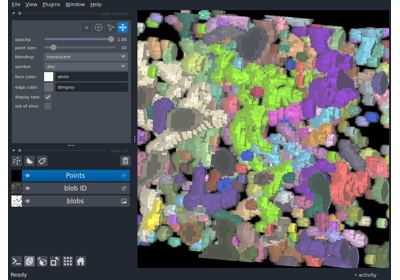 File View Plugins Window Help
opacity: 1.00
point size: 10
blending: translucent
symbol: disc
face color: white
edge color: dimgrey
display text:
out of slice:
Points
blob ID
blobs
Ready
activity